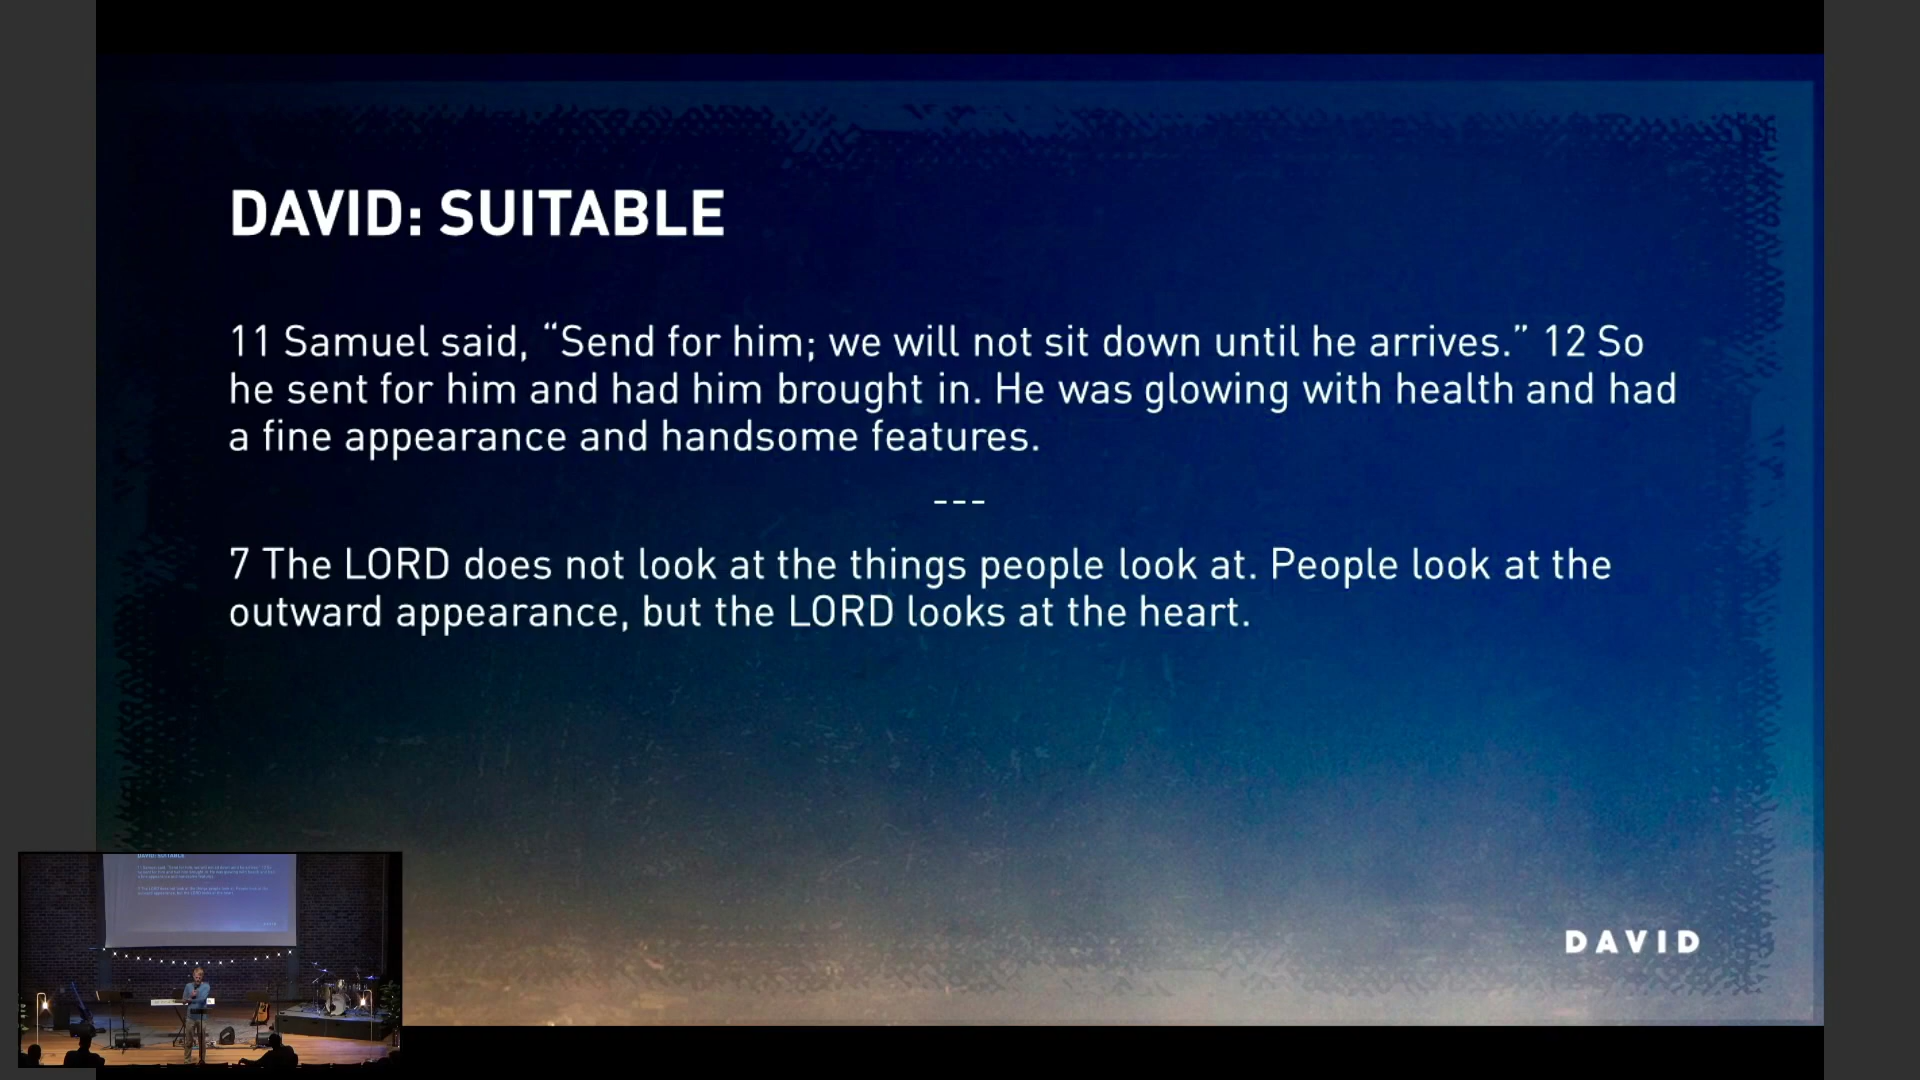 DAVID: SUITABLE
11 Samuel said, “Send for him; we will not sit down until he arrives.” 12 So
he sent for him and had him brought in. He was glowing with health and had
a fine appearance and handsome features.
---
7 The LORD does not look at the things people look at. People look at the
outward appearance, but the LORD looks at the heart.
DAVID
DAVID: SUITABLE